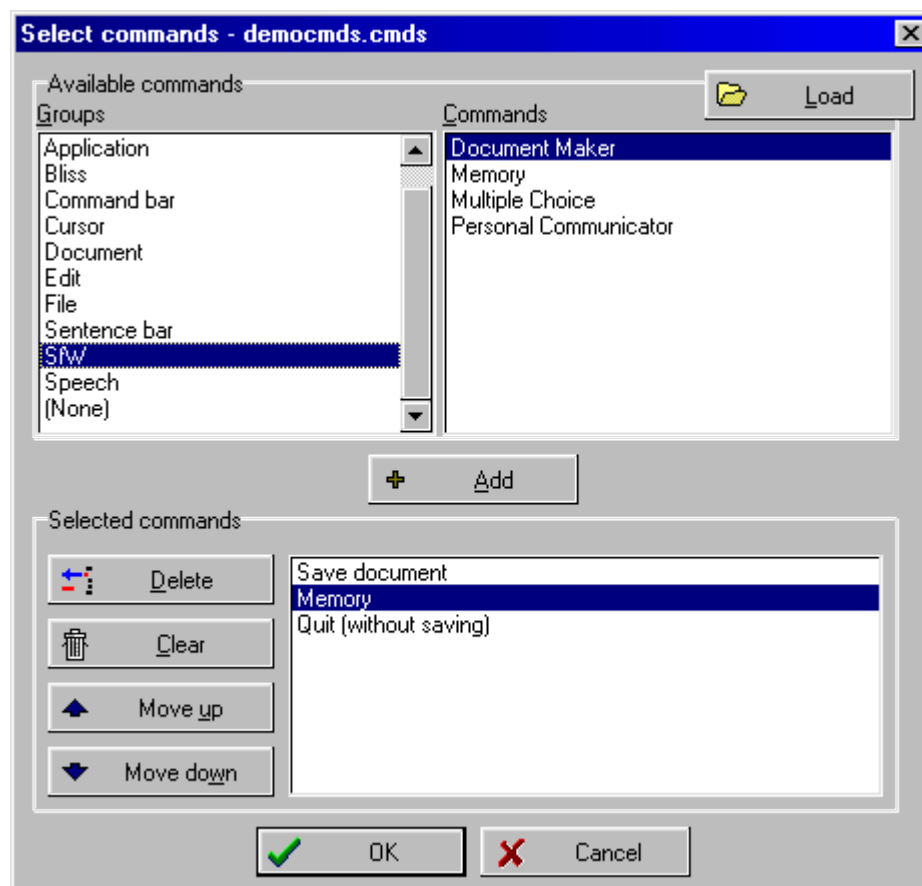 Select commands - democmds.cmds
Available commands
Load
Groups
Commands
Application
Bliss
Command bar
Cursor
Document
Edit
File
Sentence bar
SfW
Speech
(None)
Document Maker
Memory
Multiple Choice
Personal Communicator
Add
Selected commands
Delete
Clear
Move up
Move down
Save document
Memory
Quit (without saving)
OK
Cancel